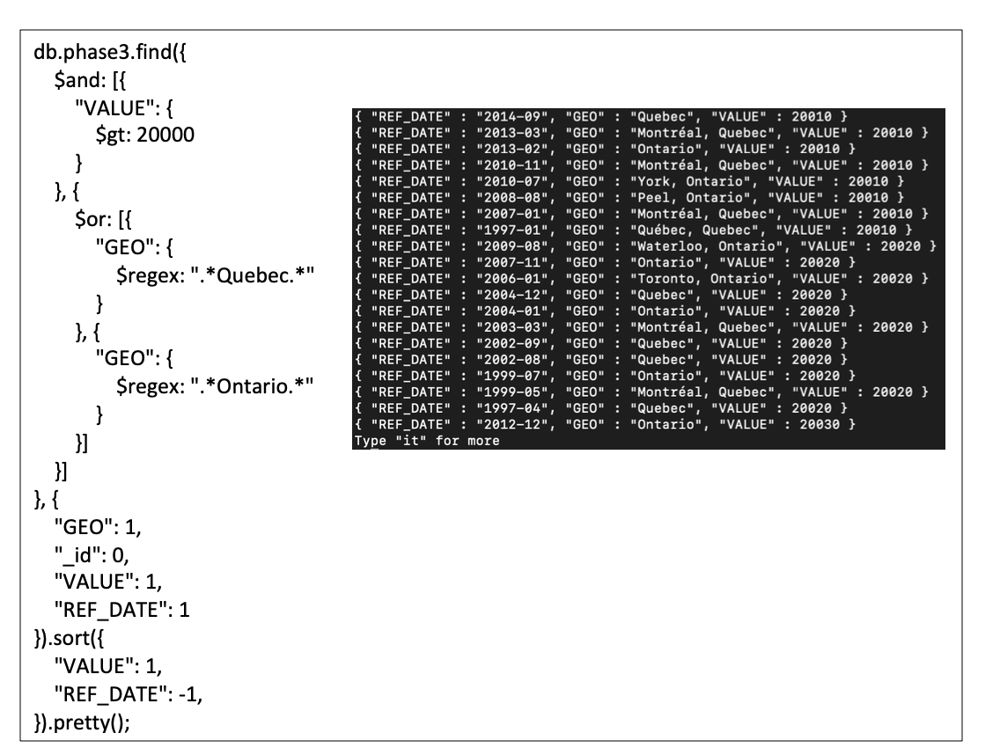 db.phase3.find({
$and: [{
"VALUE": {
$gt: 20000
}
}, {
$or: [{
"GEO": {
$regex: ".*Quebec.*"
}
}, {
"GEO": {
$regex: ".*Ontario.*"
}
}]
}]
}, {
"GEO": 1,
"_id": 0,
"VALUE": 1,
"REF_DATE": 1
}).sort({
"VALUE": 1,
"REF_DATE": -1,
}).pretty();
{ "REF_DATE" : "2014-09", "GEO" : "Quebec", "VALUE" : 20010 }
{ "REF_DATE" : "2013-03", "GEO" : "Montréal, Quebec", "VALUE" : 20010 }
{ "REF_DATE" : "2013-02", "GEO" : "Ontario", "VALUE" : 20010 }
{ "REF_DATE" : "2010-11", "GEO" : "Montréal, Quebec", "VALUE" : 20010 }
{ "REF_DATE" : "2010-07", "GEO" : "York, Ontario", "VALUE" : 20010 }
{ "REF_DATE" : "2008-08", "GEO" : "Peel, Ontario", "VALUE" : 20010 }
{ "REF_DATE" : "2007-01", "GEO" : "Montréal, Quebec", "VALUE" : 20010 }
{ "REF_DATE" : "1997-01", "GEO" : "Québec, Quebec", "VALUE" : 20010 }
{ "REF_DATE" : "2009-08", "GEO" : "Waterloo, Ontario", "VALUE" : 20020 }
{ "REF_DATE" : "2007-11", "GEO" : "Ontario", "VALUE" : 20020 }
{ "REF_DATE" : "2006-01", "GEO" : "Toronto, Ontario", "VALUE" : 20020 }
{ "REF_DATE" : "2004-12", "GEO" : "Quebec", "VALUE" : 20020 }
{ "REF_DATE" : "2004-01", "GEO" : "Ontario", "VALUE" : 20020 }
{ "REF_DATE" : "2003-03", "GEO" : "Montréal, Quebec", "VALUE" : 20020 }
{ "REF_DATE" : "2002-09", "GEO" : "Quebec", "VALUE" : 20020 }
{ "REF_DATE" : "2002-08", "GEO" : "Quebec", "VALUE" : 20020 }
{ "REF_DATE" : "1999-07", "GEO" : "Ontario", "VALUE" : 20020 }
{ "REF_DATE" : "1999-05", "GEO" : "Montréal, Quebec", "VALUE" : 20020 }
{ "REF_DATE" : "1997-04", "GEO" : "Quebec", "VALUE" : 20020 }
{ "REF_DATE" : "2012-12", "GEO" : "Ontario", "VALUE" : 20030 }
Type "it" for more